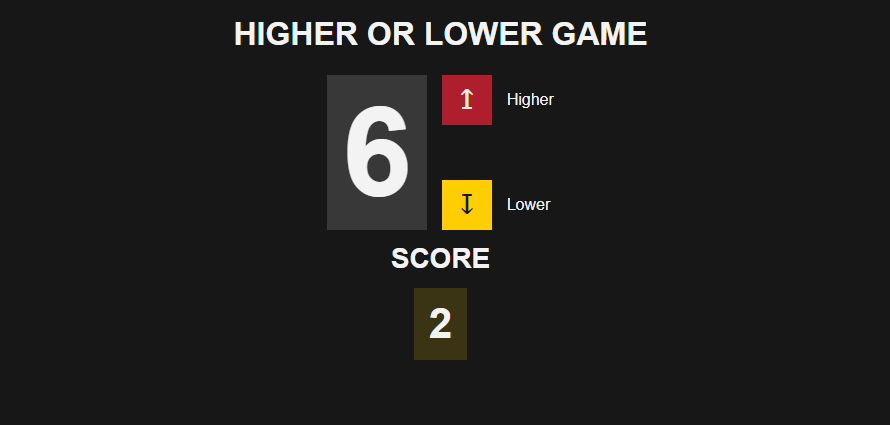 HIGHER OR LOWER GAME
6
↥ Higher
↧ Lower
SCORE
2